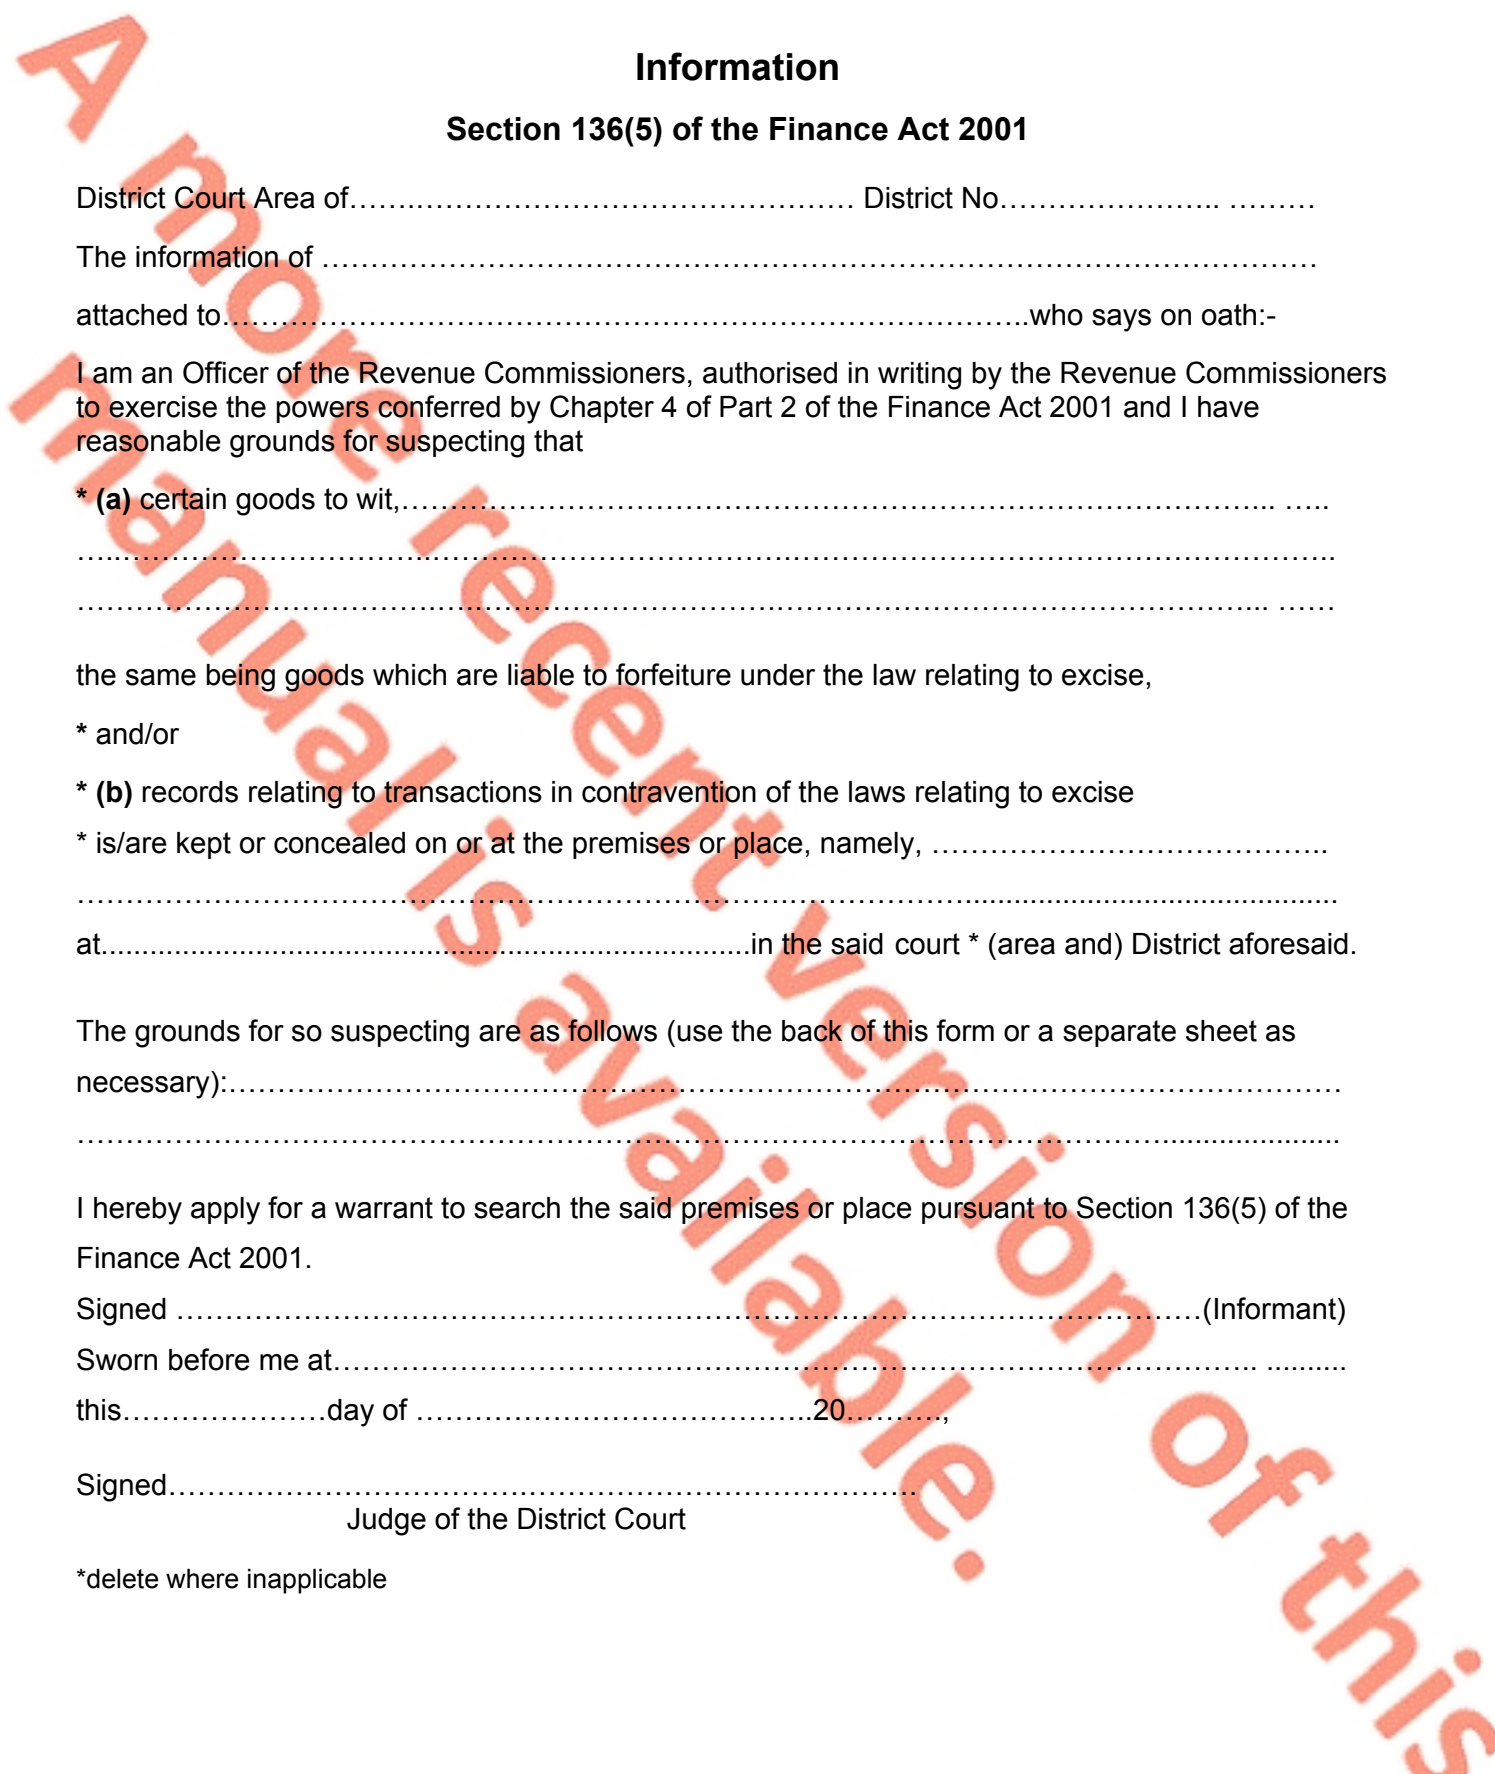 Information
Section 136(5) of the Finance Act 2001
District Court Area of…….…………………………………… District No………………….. ………
The information of ………………………………………………………………………………………
attached to……………………………………………………………………..who says on oath:-
I am an Officer of the Revenue Commissioners, authorised in writing by the Revenue Commissioners
to exercise the powers conferred by Chapter 4 of Part 2 of the Finance Act 2001 and I have
reasonable grounds for suspecting that
* (a) certain goods to wit,…………………………………………………………………………... …..
…..…………………………………………………………………………………………………………..
………………………………………………………………………………………………………... ……
the same being goods which are liable to forfeiture under the law relating to excise,
* and/or
* (b) records relating to transactions in contravention of the laws relating to excise
* is/are kept or concealed on or at the premises or place, namely, …………………………………..
………………………………………………………………………………........................................................
at.................................................................................in the said court * (area and) District aforesaid.
The grounds for so suspecting are as follows (use the back of this form or a separate sheet as
necessary):……………………………………………………………………………………………………
…………………………………………………………………………………………………..........................
I hereby apply for a warrant to search the said premises or place pursuant to Section 136(5) of the
Finance Act 2001.
Signed ……………………………………………………………………………………………(Informant)
Sworn before me at………………………………………………………………………………….. ..........
this…………………day of …………………………………..20……….,
Signed…………………………………………………………………..
Judge of the District Court
*delete where inapplicable
A more recent version of this
manual is available.